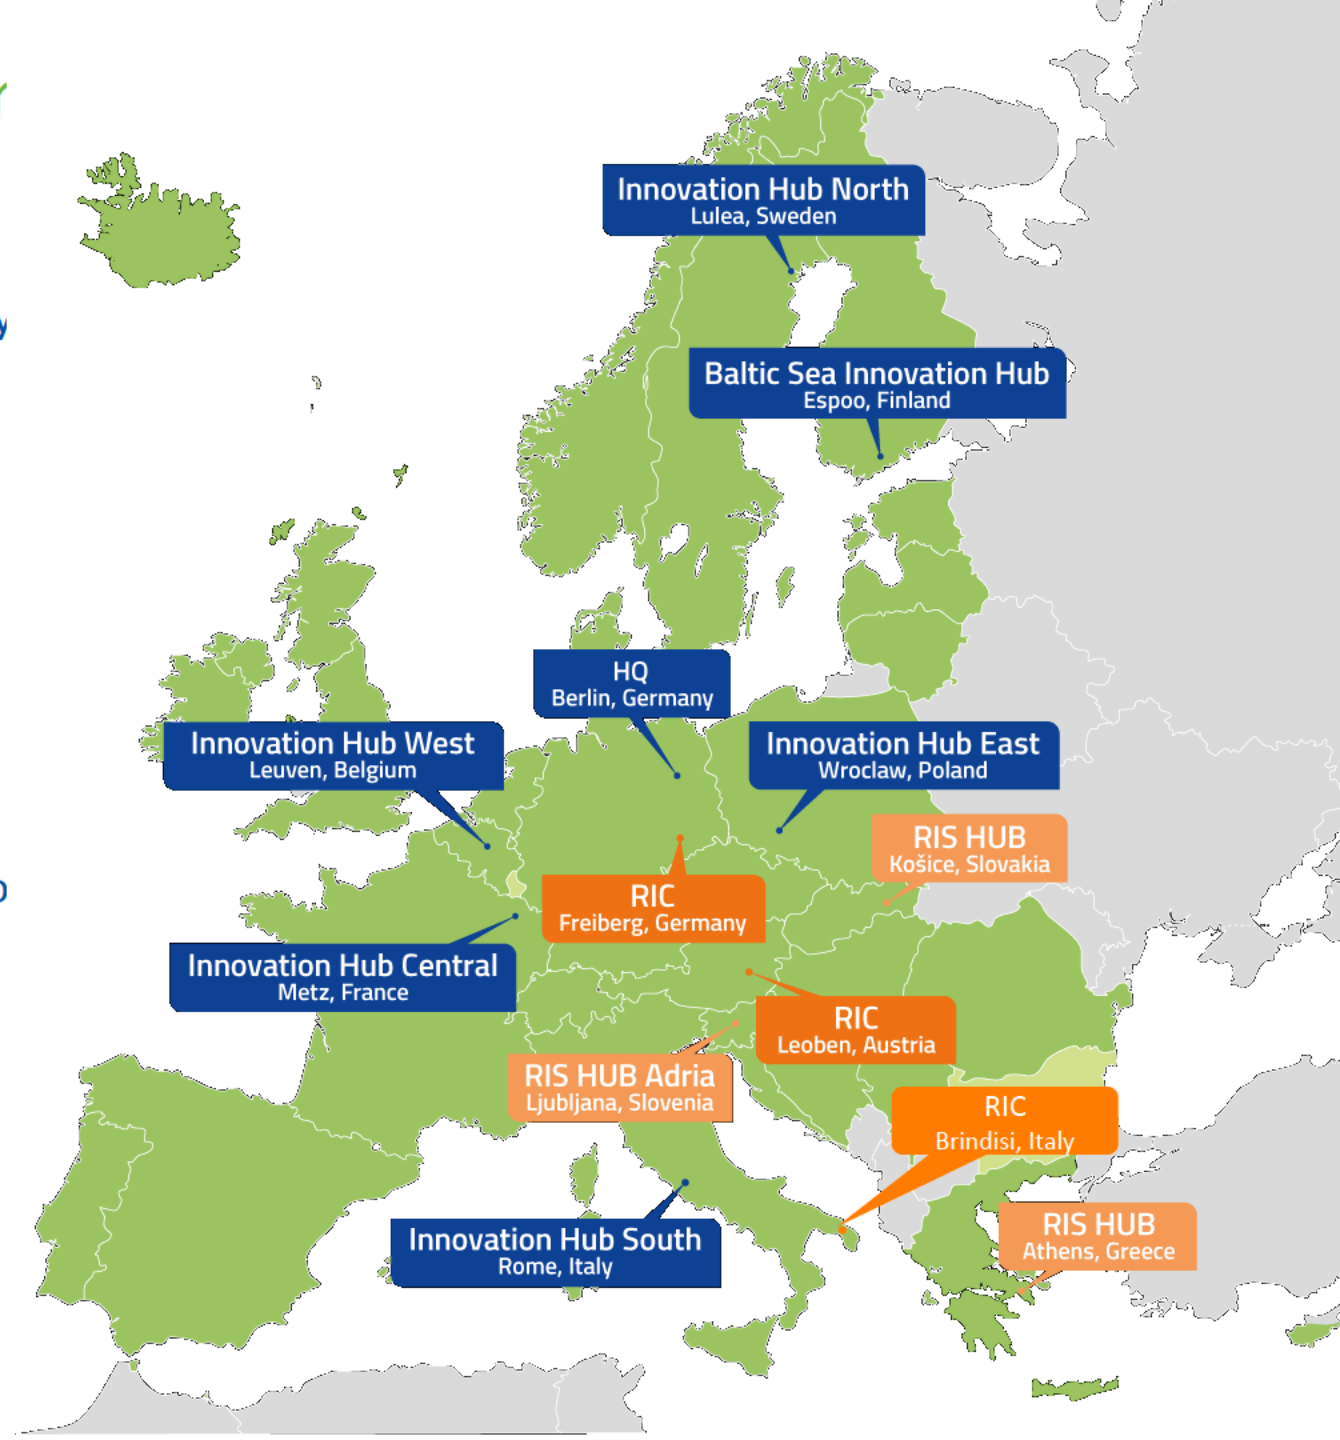 Innovation Hub North
Lulea, Sweden
Baltic Sea Innovation Hub
Espoo, Finland
HQ
Berlin, Germany
Innovation Hub West
Leuven, Belgium
Innovation Hub East
Wroclaw, Poland
RIS HUB
Košice, Slovakia
RIC
Freiberg, Germany
Innovation Hub Central
Metz, France
RIC
Leoben, Austria
RIS HUB Adria
Ljubljana, Slovenia
RIC
Brindisi, Italy
Innovation Hub South
Rome, Italy
RIS HUB
Athens, Greece